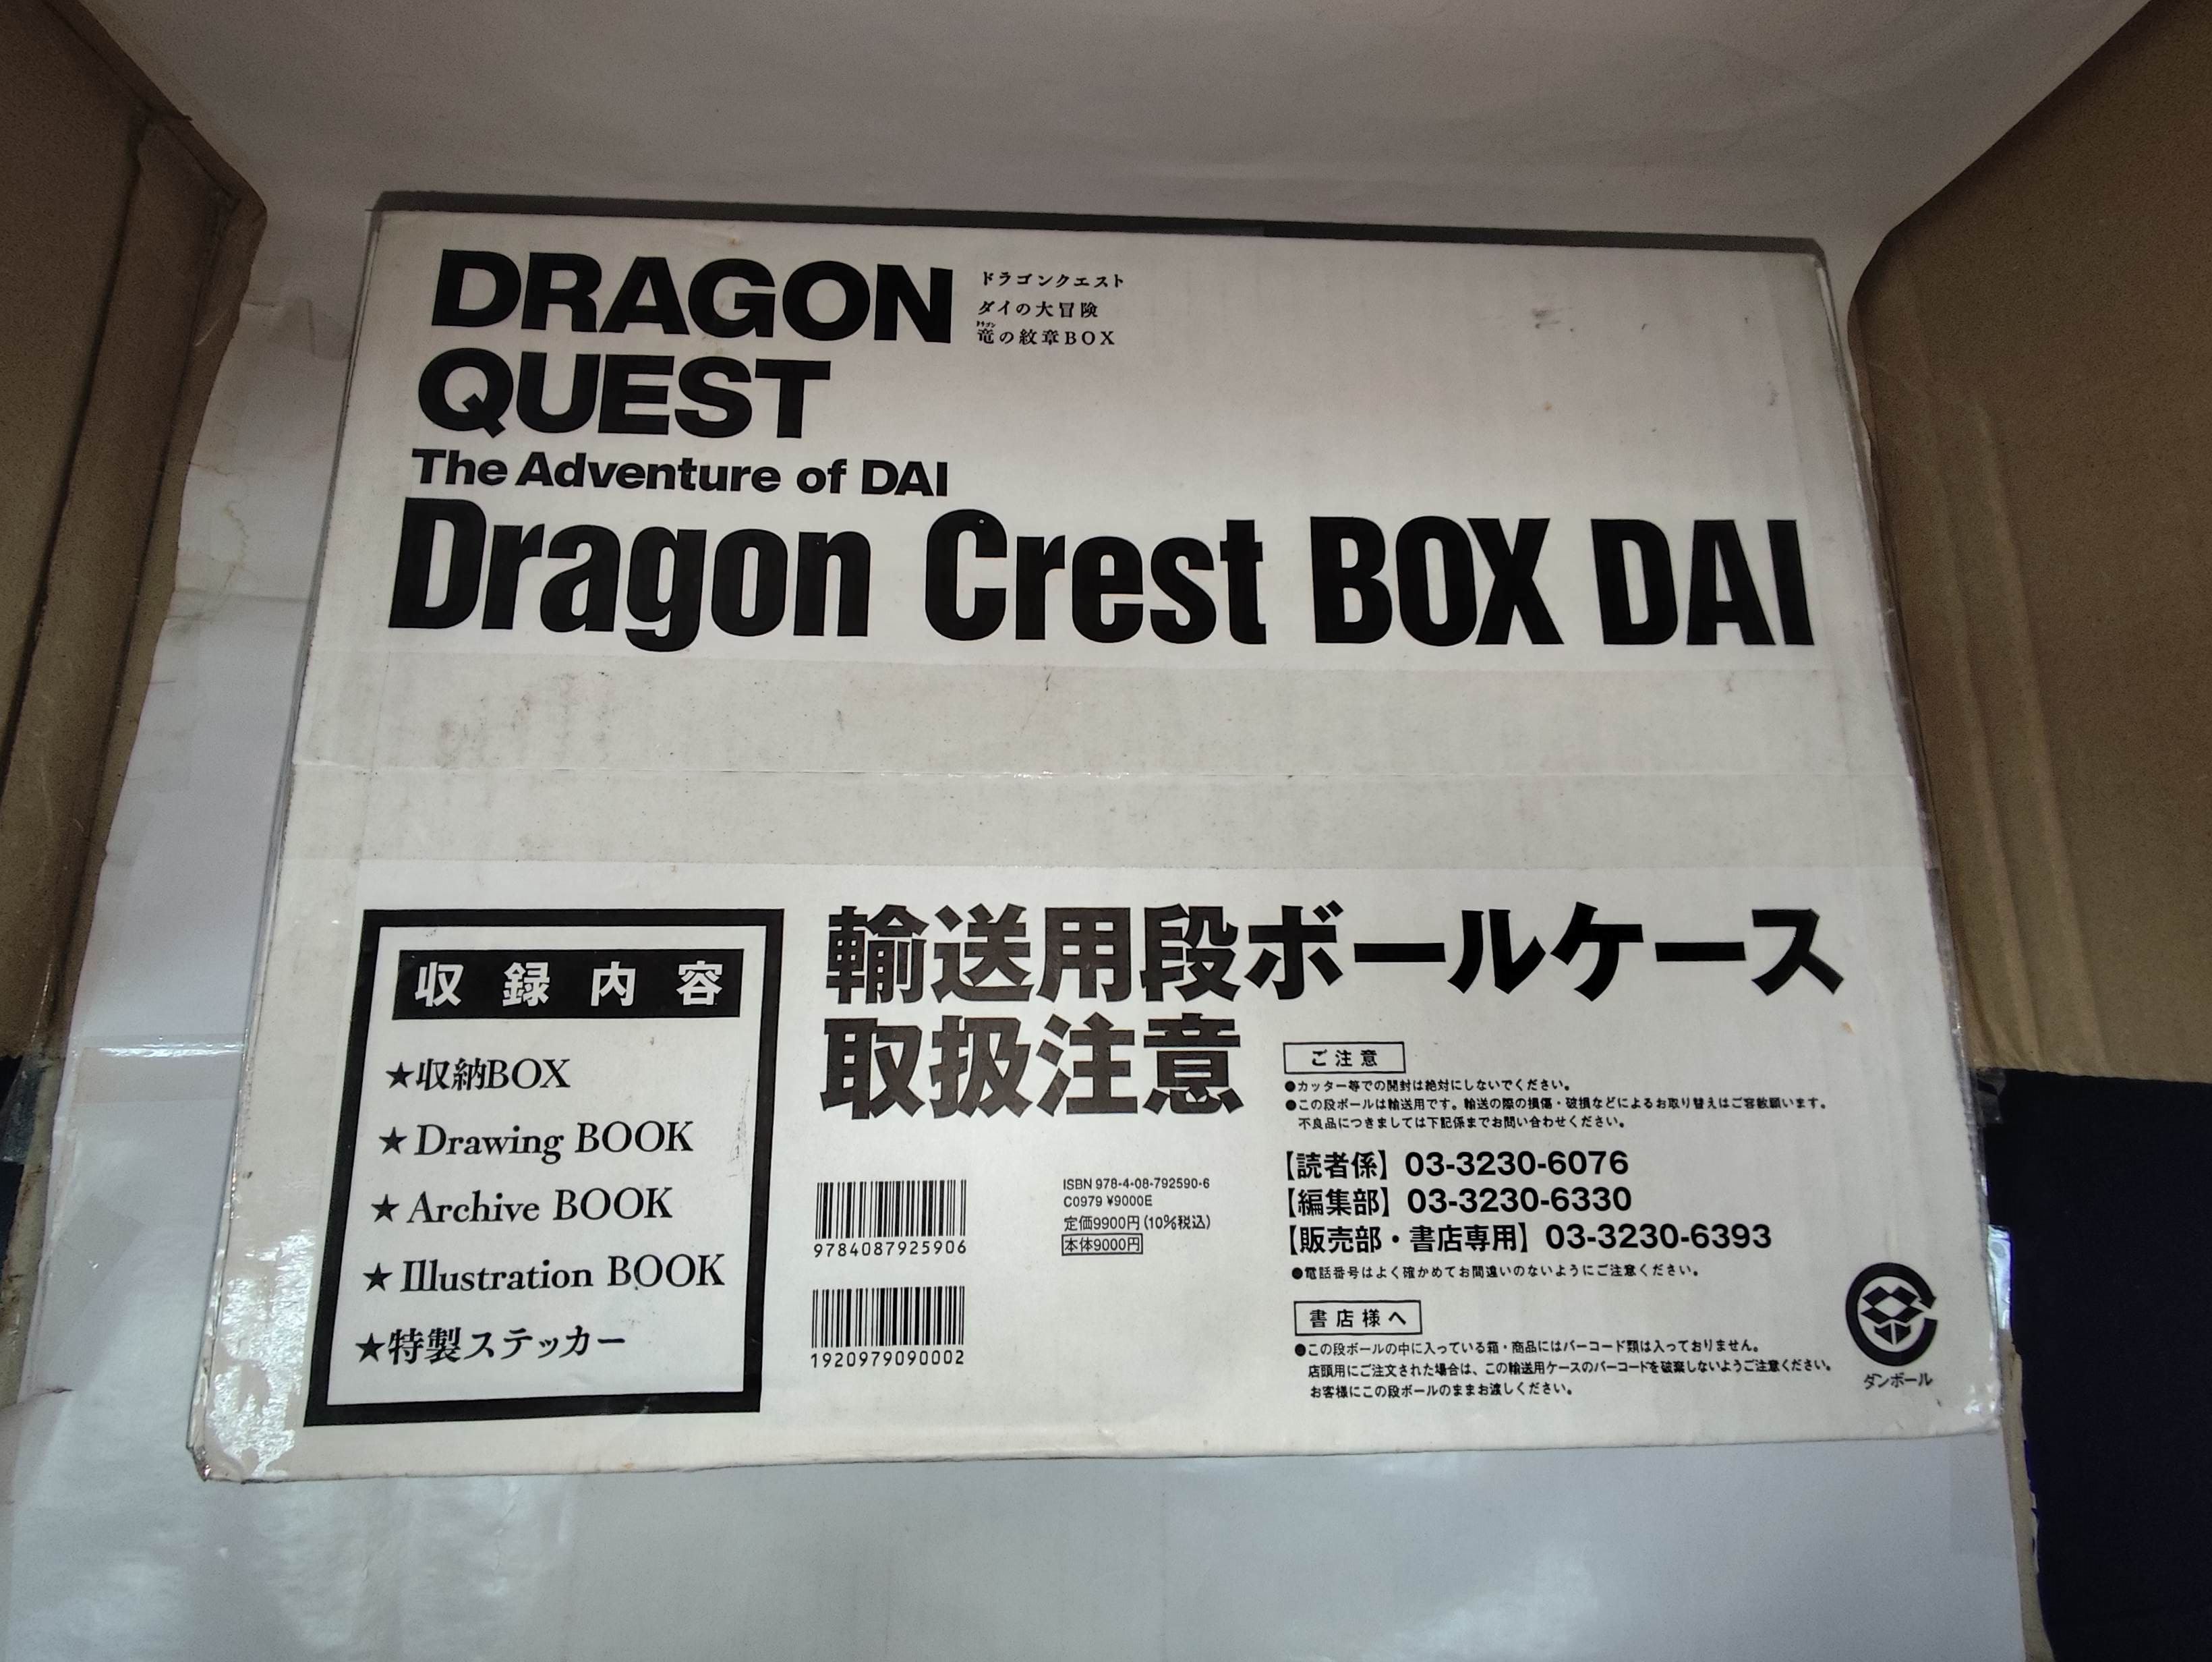 DRAGON
QUEST
ドラゴンクエスト
ダイの大冒険
ドラゴン
竜の紋章BOX
The Adventure of DAI
Dragon Crest BOX DAI
収録内容
★収納BOX
★Drawing BOOK
★Archive BOOK
★Illustration BOOK
★特製ステッカー
輸送用段ボールケース
取扱注意
9784087925906
1920979090002
ISBN 978-4-08-792590-6
C0979 ¥9000E
定価9900円(10%税込)
本体9000円
ご注意
●カッター等での開封は絶対にしないでください。
●この段ボールは輸送用です。輸送の際の損傷・破損などによるお取り替えはご容赦願います。
不良品につきましては下記係までお問い合わせください。
【読者係】03-3230-6076
【編集部】03-3230-6330
【販売部・書店専用】03-3230-6393
●電話番号はよく確かめてお間違いのないようにご注意ください。
書店様へ
●この段ボールの中に入っている箱・商品にはバーコード類は入っておりません。
店頭用にご注文された場合は、この輸送用ケースのバーコードを破棄しないようご注意ください。
お客様にこの段ボールのままお渡しください。
ダンボール